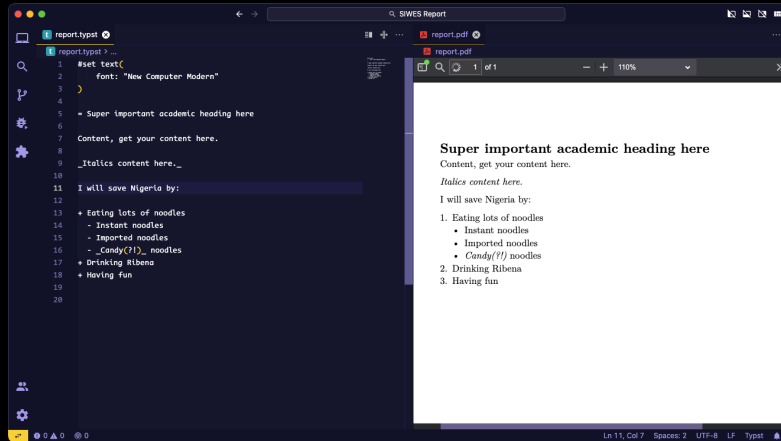 SIWES Report
report.typst
report.pdf
report.typst > ...
report.pdf
1 of 1
110%
1 #set text(
2 font: "New Computer Modern"
3 )
4
5 = Super important academic heading here
6
7 Content, get your content here.
8
9 _Italics content here._
10
11 I will save Nigeria by:
12
13 + Eating lots of noodles
14 - Instant noodles
15 - Imported noodles
16 - _Candy(?!)_ noodles
17 + Drinking Ribena
18 + Having fun
19
20
Super important academic heading here
Content, get your content here.
Italics content here.
I will save Nigeria by:
1. Eating lots of noodles
• Instant noodles
• Imported noodles
• Candy(?!) noodles
2. Drinking Ribena
3. Having fun
0 0 0
Ln 11, Col 7 Spaces: 2 UTF-8 LF Typst